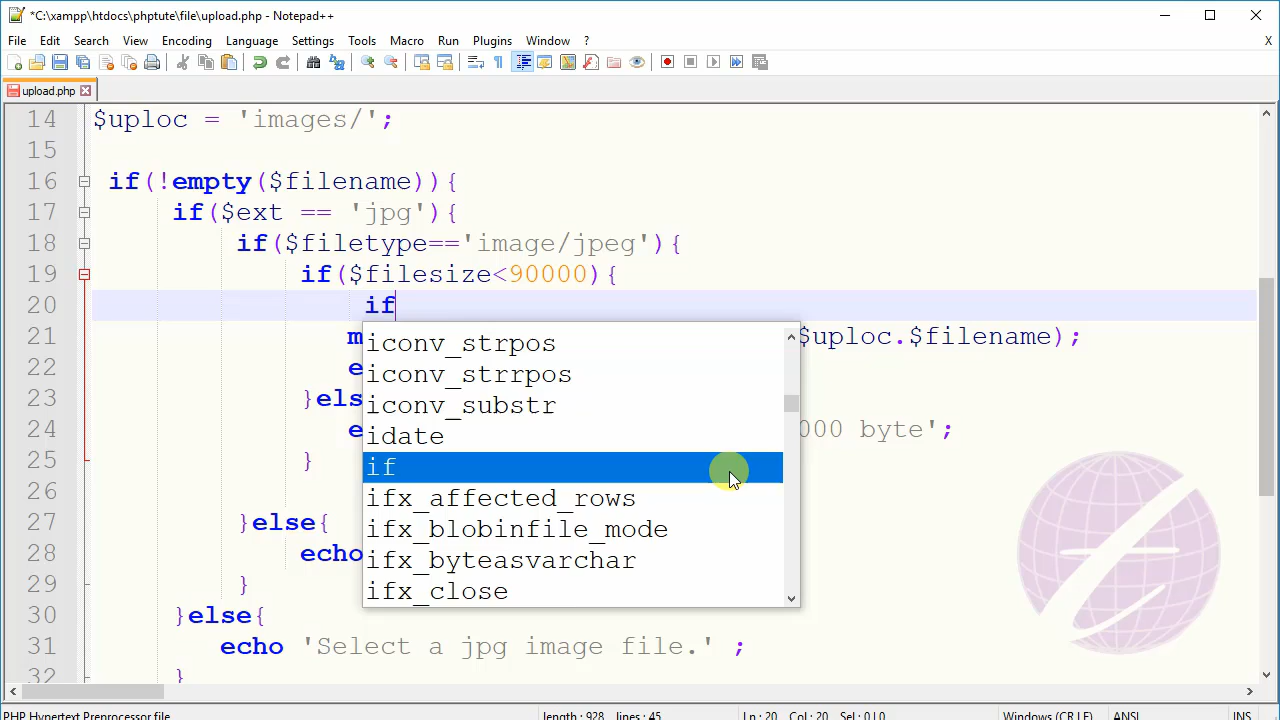 *C:\xampp\htdocs\phptute\file\upload.php - Notepad++
File Edit Search View Encoding Language Settings Tools Macro Run Plugins Window ? X
upload.php
14 $uploc = 'images/';
15
16 if(!empty($filename)){
17 if($ext == 'jpg'){
18 if($filetype=='image/jpeg'){
19 if($filesize<90000){
20 if
21 m $uploc.$filename);
22 e
23 }els
24 e 000 byte';
25 }
26
27 }else{
28 echo
29 }
30 }else{
31 echo 'Select a jpg image file.' ;
32 }
iconv_strpos
iconv_strrpos
iconv_substr
idate
if
ifx_affected_rows
ifx_blobinfile_mode
ifx_byteasvarchar
ifx_close
PHP Hypertext Preprocessor file length : 928 lines : 45 Ln : 20 Col : 20 Sel : 0 | 0 Windows (CR LF) ANSI INS